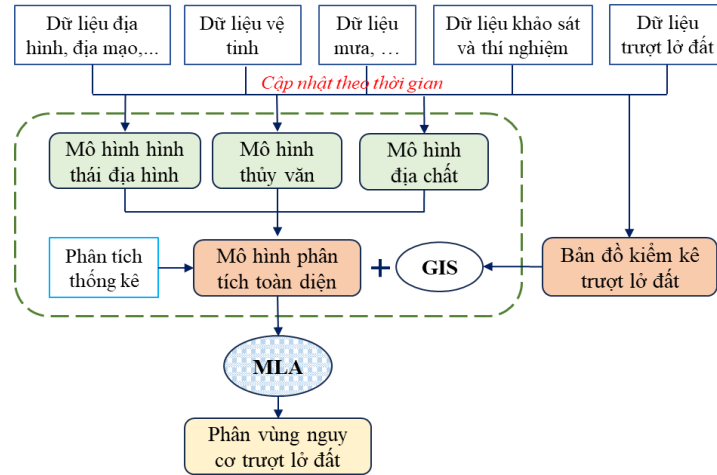 Dữ liệu địa
hình, địa mạo,...
Dữ liệu vệ
tinh
Dữ liệu
mưa, …
Dữ liệu khảo sát
và thí nghiệm
Dữ liệu
trượt lở đất
Cập nhật theo thời gian
Mô hình hình
thái địa hình
Mô hình
thủy văn
Mô hình
địa chất
Phân tích
thống kê
Mô hình phân
tích toàn diện
+
GIS
Bản đồ kiểm kê
trượt lở đất
MLA
Phân vùng nguy
cơ trượt lở đất